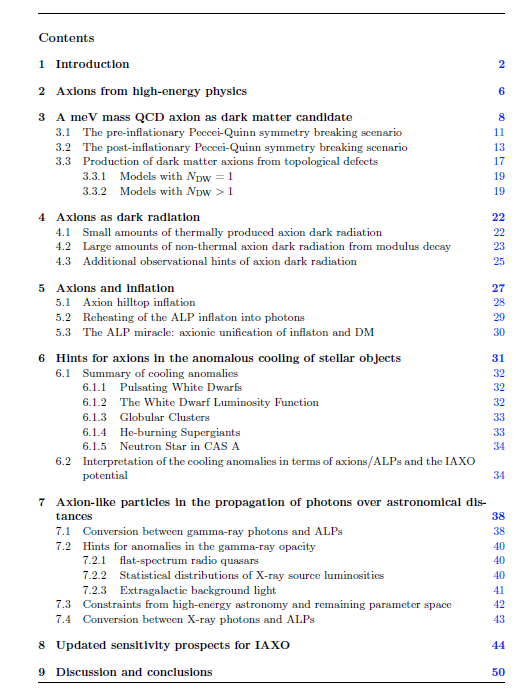 Contents
1 Introduction 2
2 Axions from high-energy physics 6
3 A meV mass QCD axion as dark matter candidate 8
3.1 The pre-inflationary Peccei-Quinn symmetry breaking scenario 11
3.2 The post-inflationary Peccei-Quinn symmetry breaking scenario 13
3.3 Production of dark matter axions from topological defects 17
3.3.1 Models with N_DW = 1 19
3.3.2 Models with N_DW > 1 19
4 Axions as dark radiation 22
4.1 Small amounts of thermally produced axion dark radiation 22
4.2 Large amounts of non-thermal axion dark radiation from modulus decay 23
4.3 Additional observational hints of axion dark radiation 25
5 Axions and inflation 27
5.1 Axion hilltop inflation 28
5.2 Reheating of the ALP inflaton into photons 29
5.3 The ALP miracle: axionic unification of inflaton and DM 30
6 Hints for axions in the anomalous cooling of stellar objects 31
6.1 Summary of cooling anomalies 32
6.1.1 Pulsating White Dwarfs 32
6.1.2 The White Dwarf Luminosity Function 32
6.1.3 Globular Clusters 33
6.1.4 He-burning Supergiants 33
6.1.5 Neutron Star in CAS A 34
6.2 Interpretation of the cooling anomalies in terms of axions/ALPs and the IAXO
potential 34
7 Axion-like particles in the propagation of photons over astronomical dis-
tances 38
7.1 Conversion between gamma-ray photons and ALPs 38
7.2 Hints for anomalies in the gamma-ray opacity 40
7.2.1 flat-spectrum radio quasars 40
7.2.2 Statistical distributions of X-ray source luminosities 40
7.2.3 Extragalactic background light 41
7.3 Constraints from high-energy astronomy and remaining parameter space 42
7.4 Conversion between X-ray photons and ALPs 43
8 Updated sensitivity prospects for IAXO 44
9 Discussion and conclusions 50